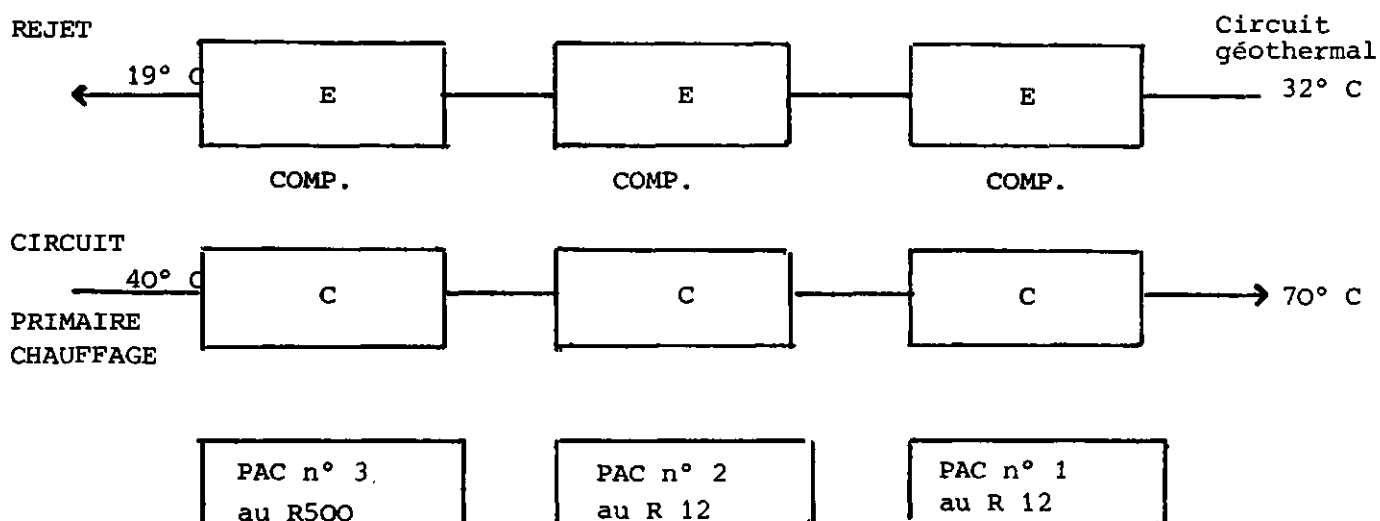 REJET
Circuit
géothermal
19° C
32° C
E
E
E
COMP.
COMP.
COMP.
CIRCUIT
40° C
C
C
C
70° C
PRIMAIRE
CHAUFFAGE
PAC n° 3
au R500
PAC n° 2
au R 12
PAC n° 1
au R 12